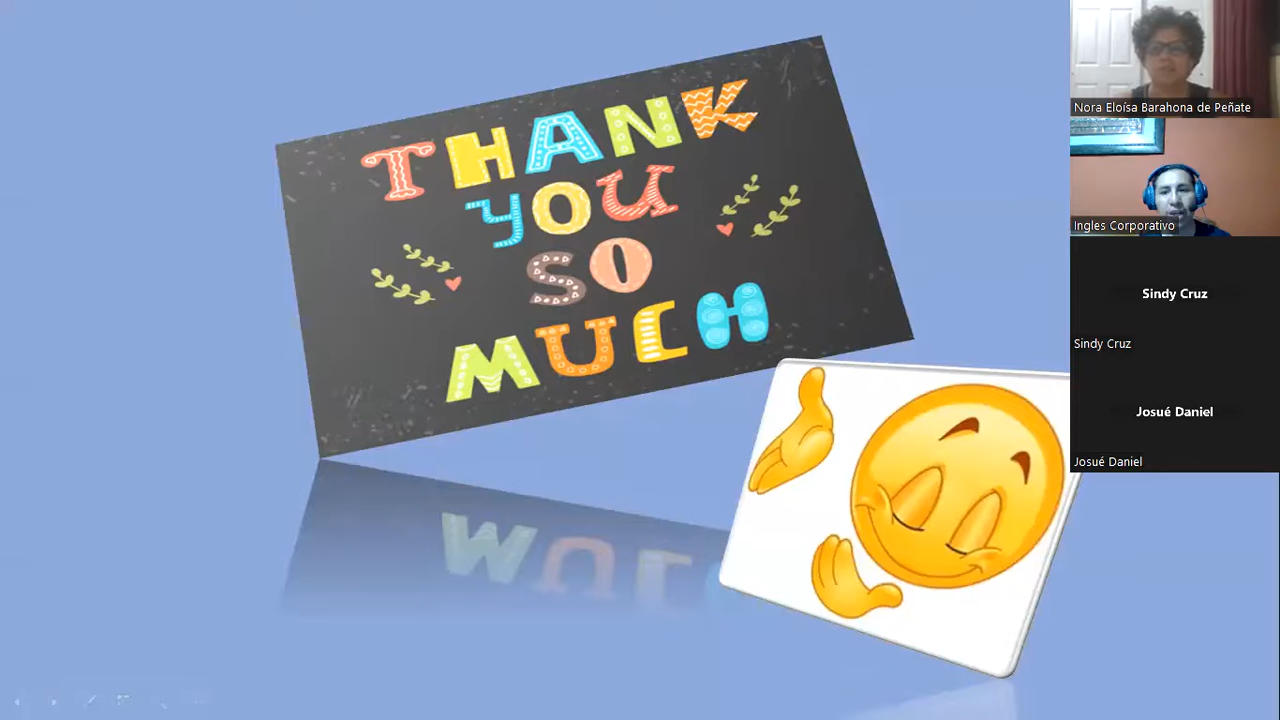 THANK
YOU
SO
MUCH
Nora Eloísa Barahona de Peñate
Ingles Corporativo
Sindy Cruz
Sindy Cruz
Josué Daniel
Josué Daniel